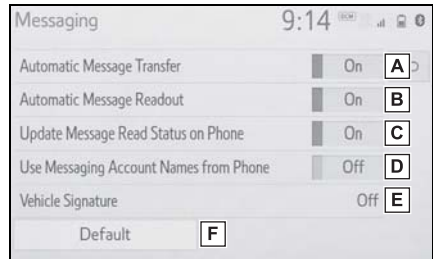 Messaging 9:14 DCM
Automatic Message Transfer On A
Automatic Message Readout On B
Update Message Read Status on Phone On C
Use Messaging Account Names from Phone Off D
Vehicle Signature Off E
Default F